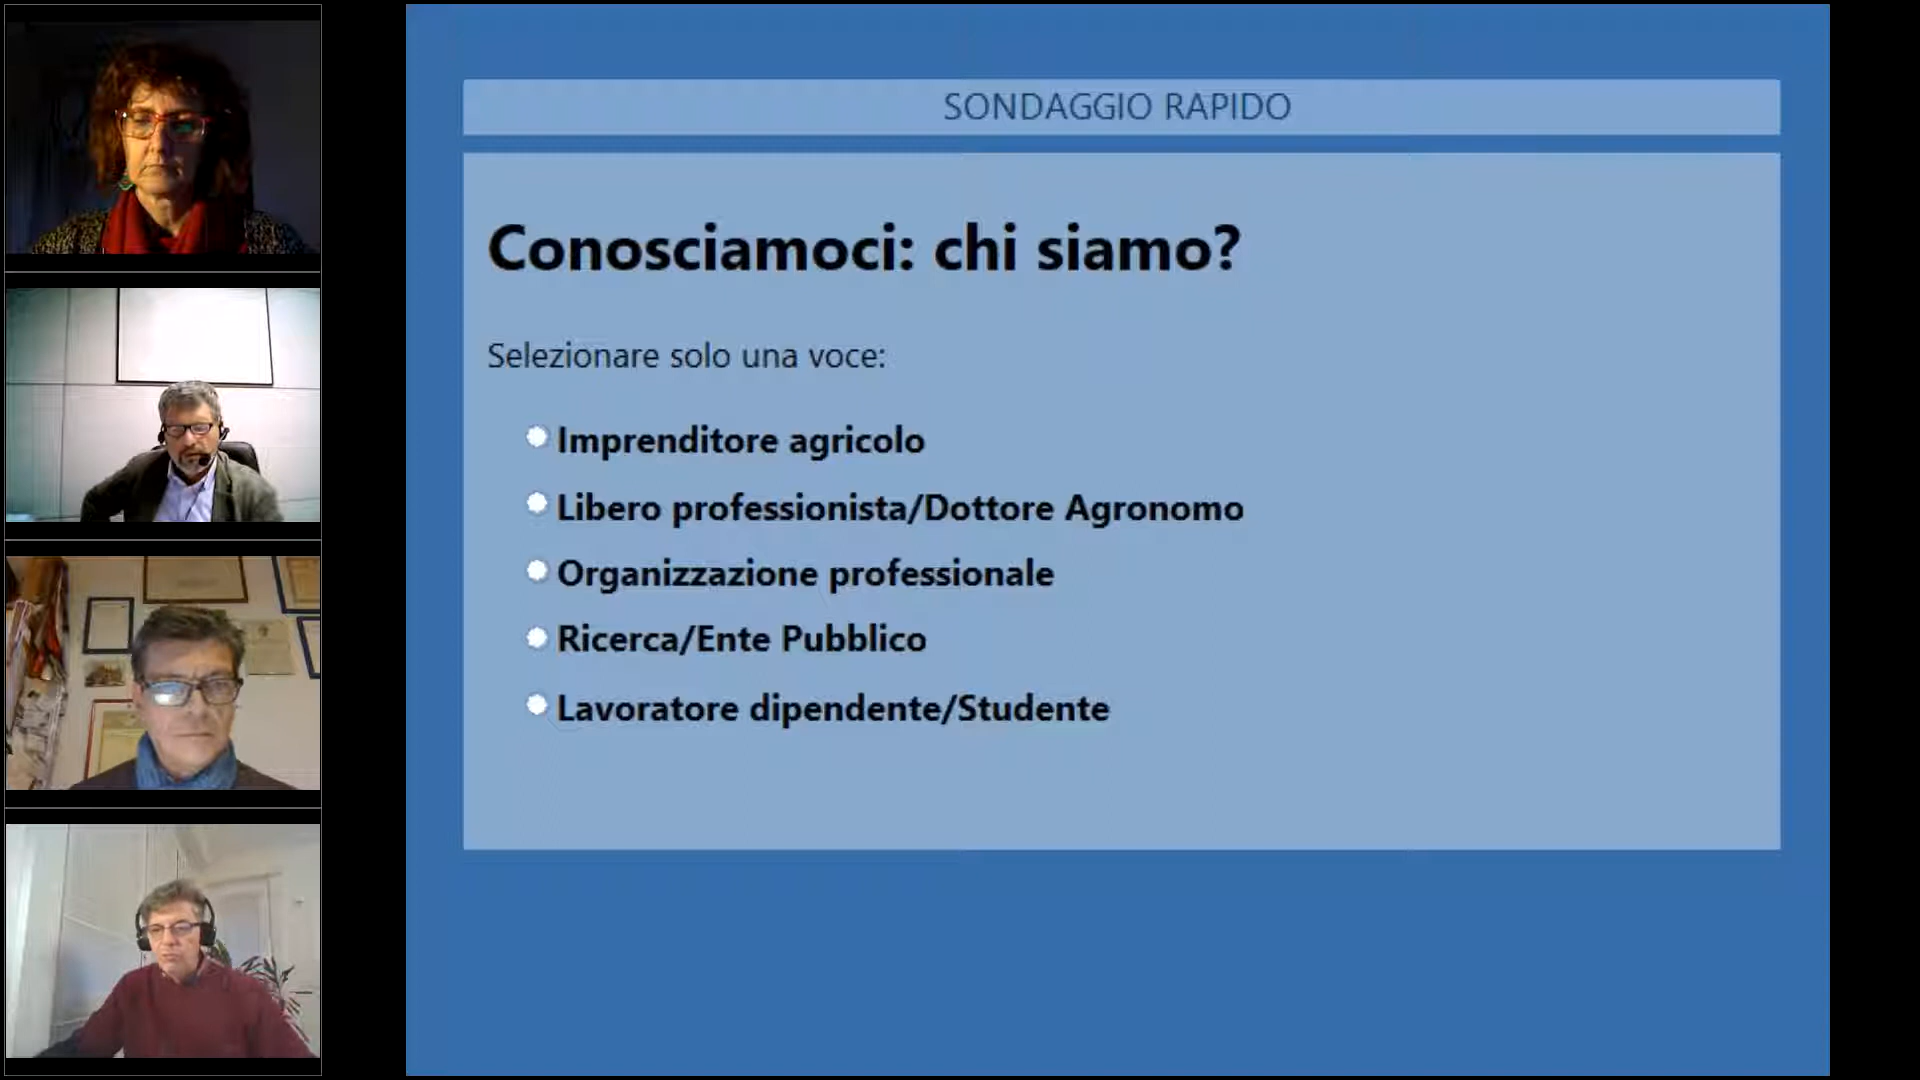 SONDAGGIO RAPIDO
Conosciamoci: chi siamo?
Selezionare solo una voce:
Imprenditore agricolo
Libero professionista/Dottore Agronomo
Organizzazione professionale
Ricerca/Ente Pubblico
Lavoratore dipendente/Studente